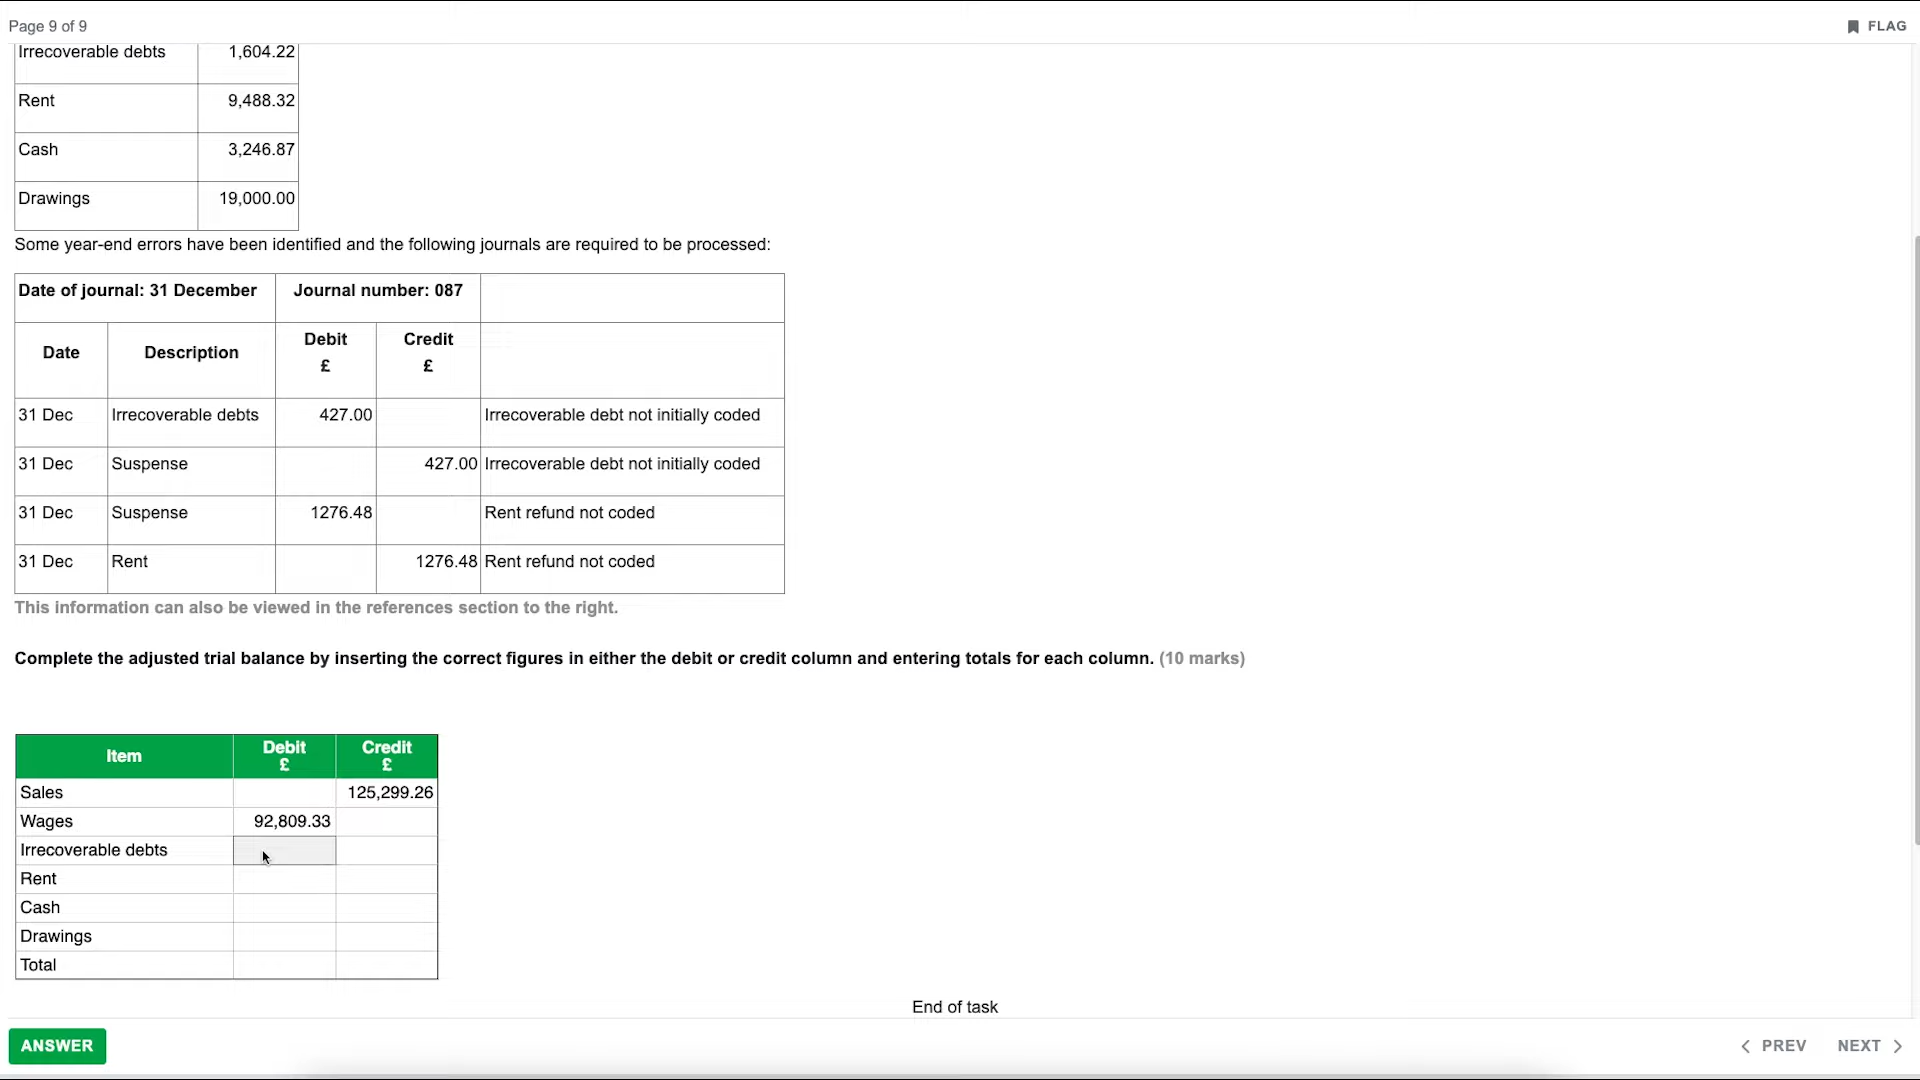 Page 9 of 9
FLAG
Irrecoverable debts 1,604.22
Rent 9,488.32
Cash 3,246.87
Drawings 19,000.00
Some year-end errors have been identified and the following journals are required to be processed:
Date of journal: 31 December Journal number: 087
Date Description Debit £ Credit £
31 Dec Irrecoverable debts 427.00 Irrecoverable debt not initially coded
31 Dec Suspense 427.00 Irrecoverable debt not initially coded
31 Dec Suspense 1276.48 Rent refund not coded
31 Dec Rent 1276.48 Rent refund not coded
This information can also be viewed in the references section to the right.
Complete the adjusted trial balance by inserting the correct figures in either the debit or credit column and entering totals for each column. (10 marks)
Item Debit £ Credit £
Sales 125,299.26
Wages 92,809.33
Irrecoverable debts
Rent
Cash
Drawings
Total
End of task
ANSWER
PREV NEXT